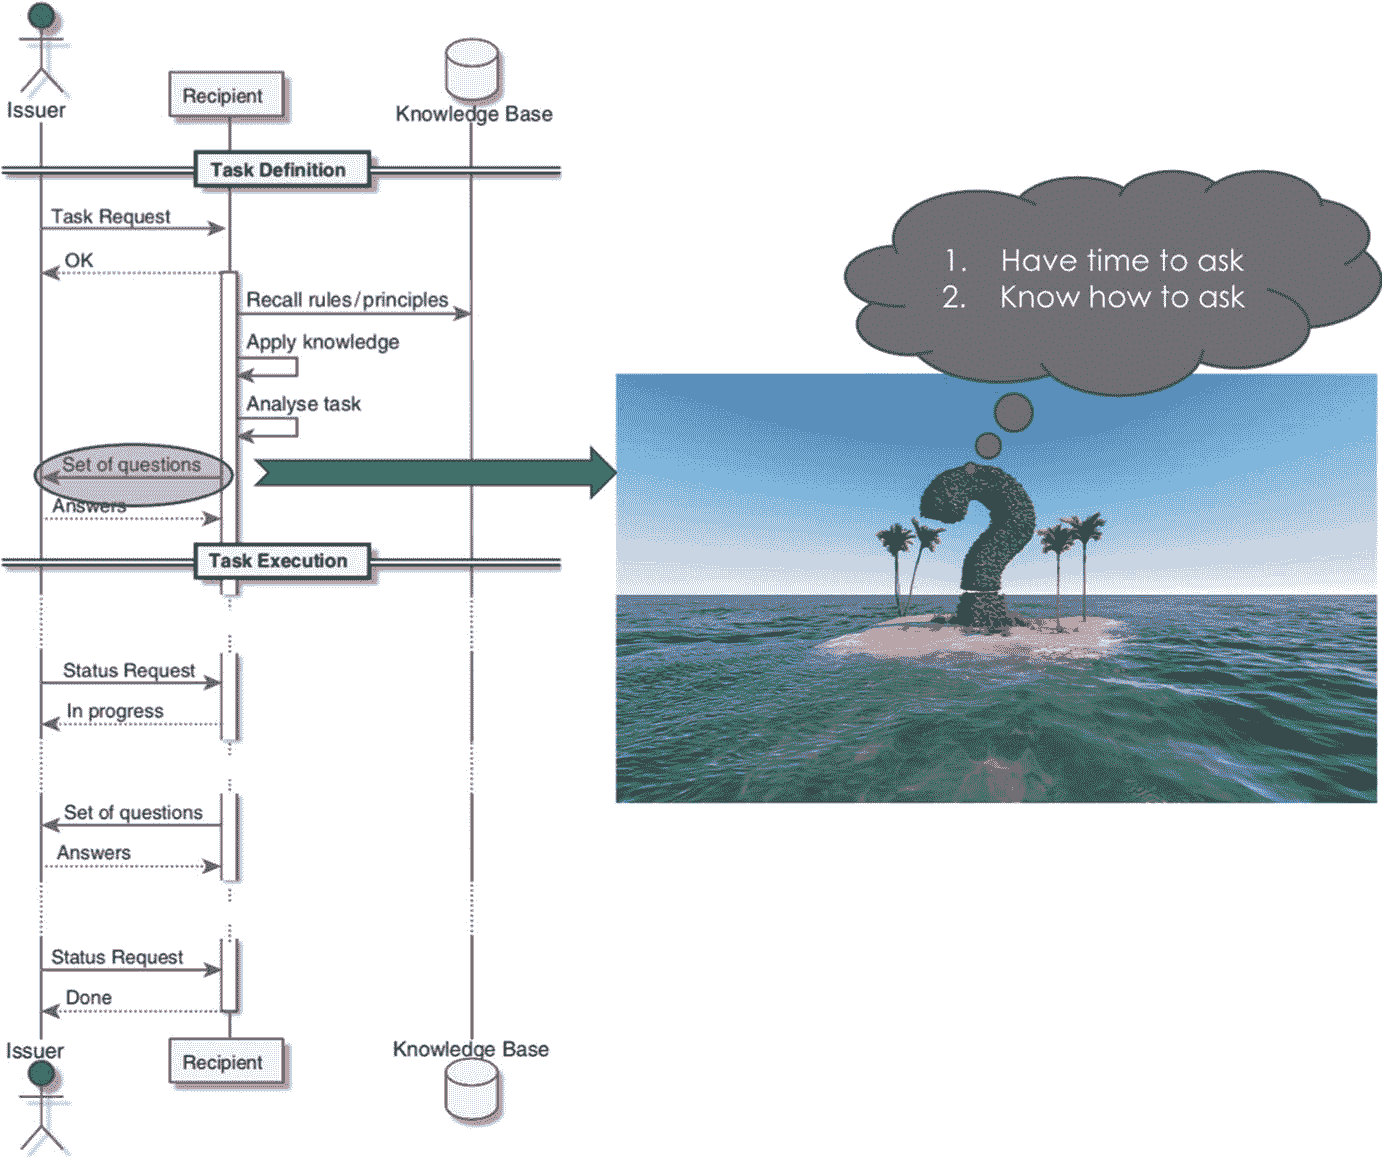 Issuer
Recipient
Knowledge Base
Task Definition
Task Request
OK
Recall rules/principles
Apply knowledge
Analyse task
Set of questions
Answers
Task Execution
Status Request
In progress
Set of questions
Answers
Status Request
Done
Issuer
Recipient
Knowledge Base
1. Have time to ask
2. Know how to ask